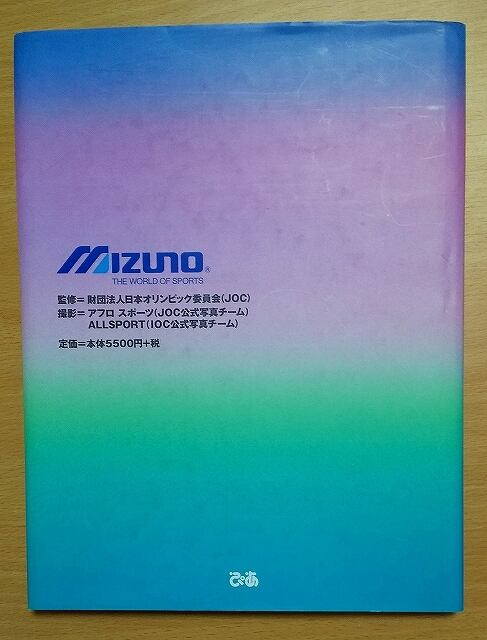 MIZUNO®
THE WORLD OF SPORTS
監修=財団法人日本オリンピック委員会(JOC)
撮影=アフロ スポーツ(JOC公式写真チーム)
ALLSPORT(IOC公式写真チーム)
定価=本体5500円+税
ぴあ